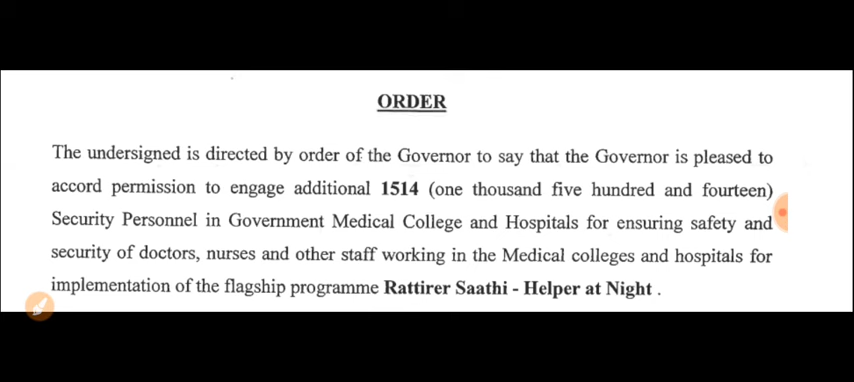 ORDER
The undersigned is directed by order of the Governor to say that the Governor is pleased to
accord permission to engage additional 1514 (one thousand five hundred and fourteen)
Security Personnel in Government Medical College and Hospitals for ensuring safety and
security of doctors, nurses and other staff working in the Medical colleges and hospitals for
implementation of the flagship programme Rattirer Saathi - Helper at Night .